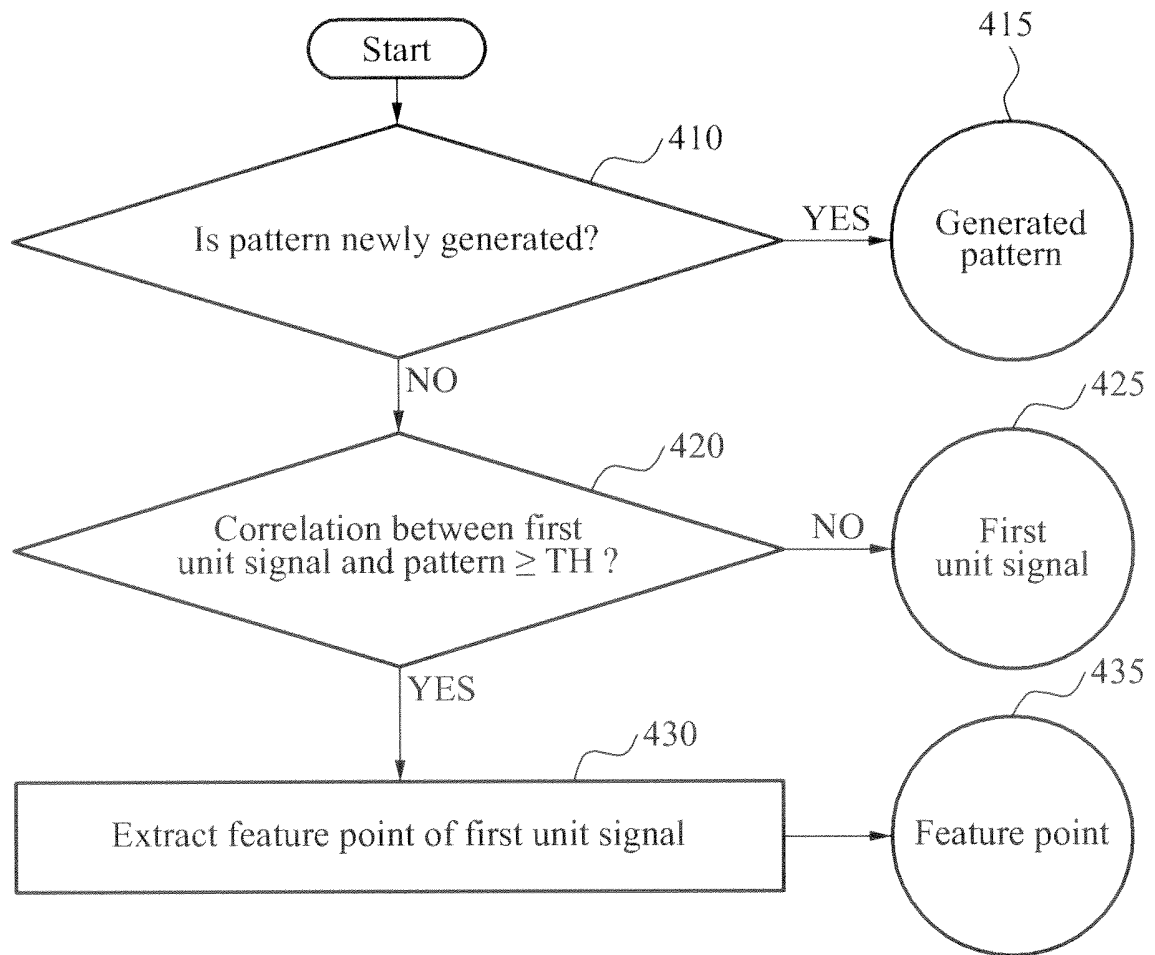 Start
415
410
Is pattern newly generated?
YES
Generated
pattern
NO
425
420
Correlation between first
unit signal and pattern ≥ TH ?
NO
First
unit signal
YES
435
430
Extract feature point of first unit signal
Feature point